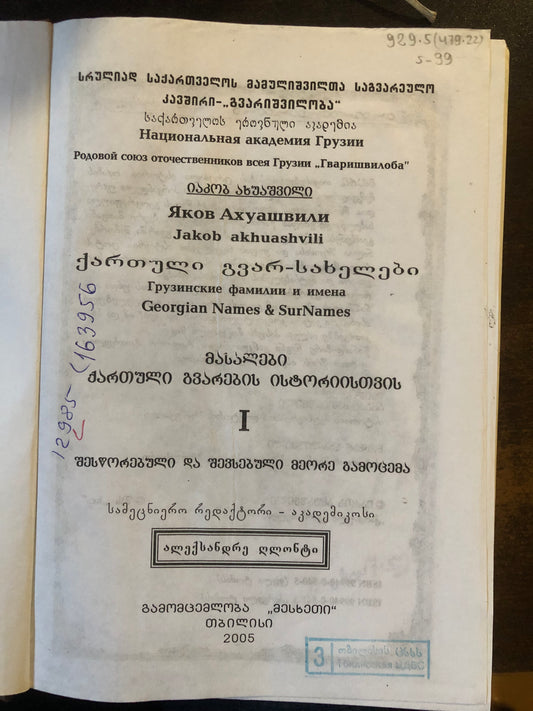 929.5(479.22)
s-99
სრულიად საქართველოს მამულიშვილთა საგვარეულო
კავშირი-„გვარიშვილობა“
საქართველოს ეროვნული აკადემია
Национальная академия Грузии
Родовой союз отечественников всея Грузии „Гваришвилоба"
იაკობ ახუაშვილი
Яков Ахуашвили
Jakob akhuashvili
ქართული გვარ-სახელები
Грузинские фамилии и имена
Georgian Names & SurNames
12985- (163956
მასალები
ქართული გვარების ისტორიისთვის
I
შესწორებული და შევსებული მეორე გამოცემა
სამეცნიერო რედაქტორი - აკადემიკოსი
ალექსანდრე ღლონტი
გამომცემლობა „მესხეთი“
თბილისი
2005